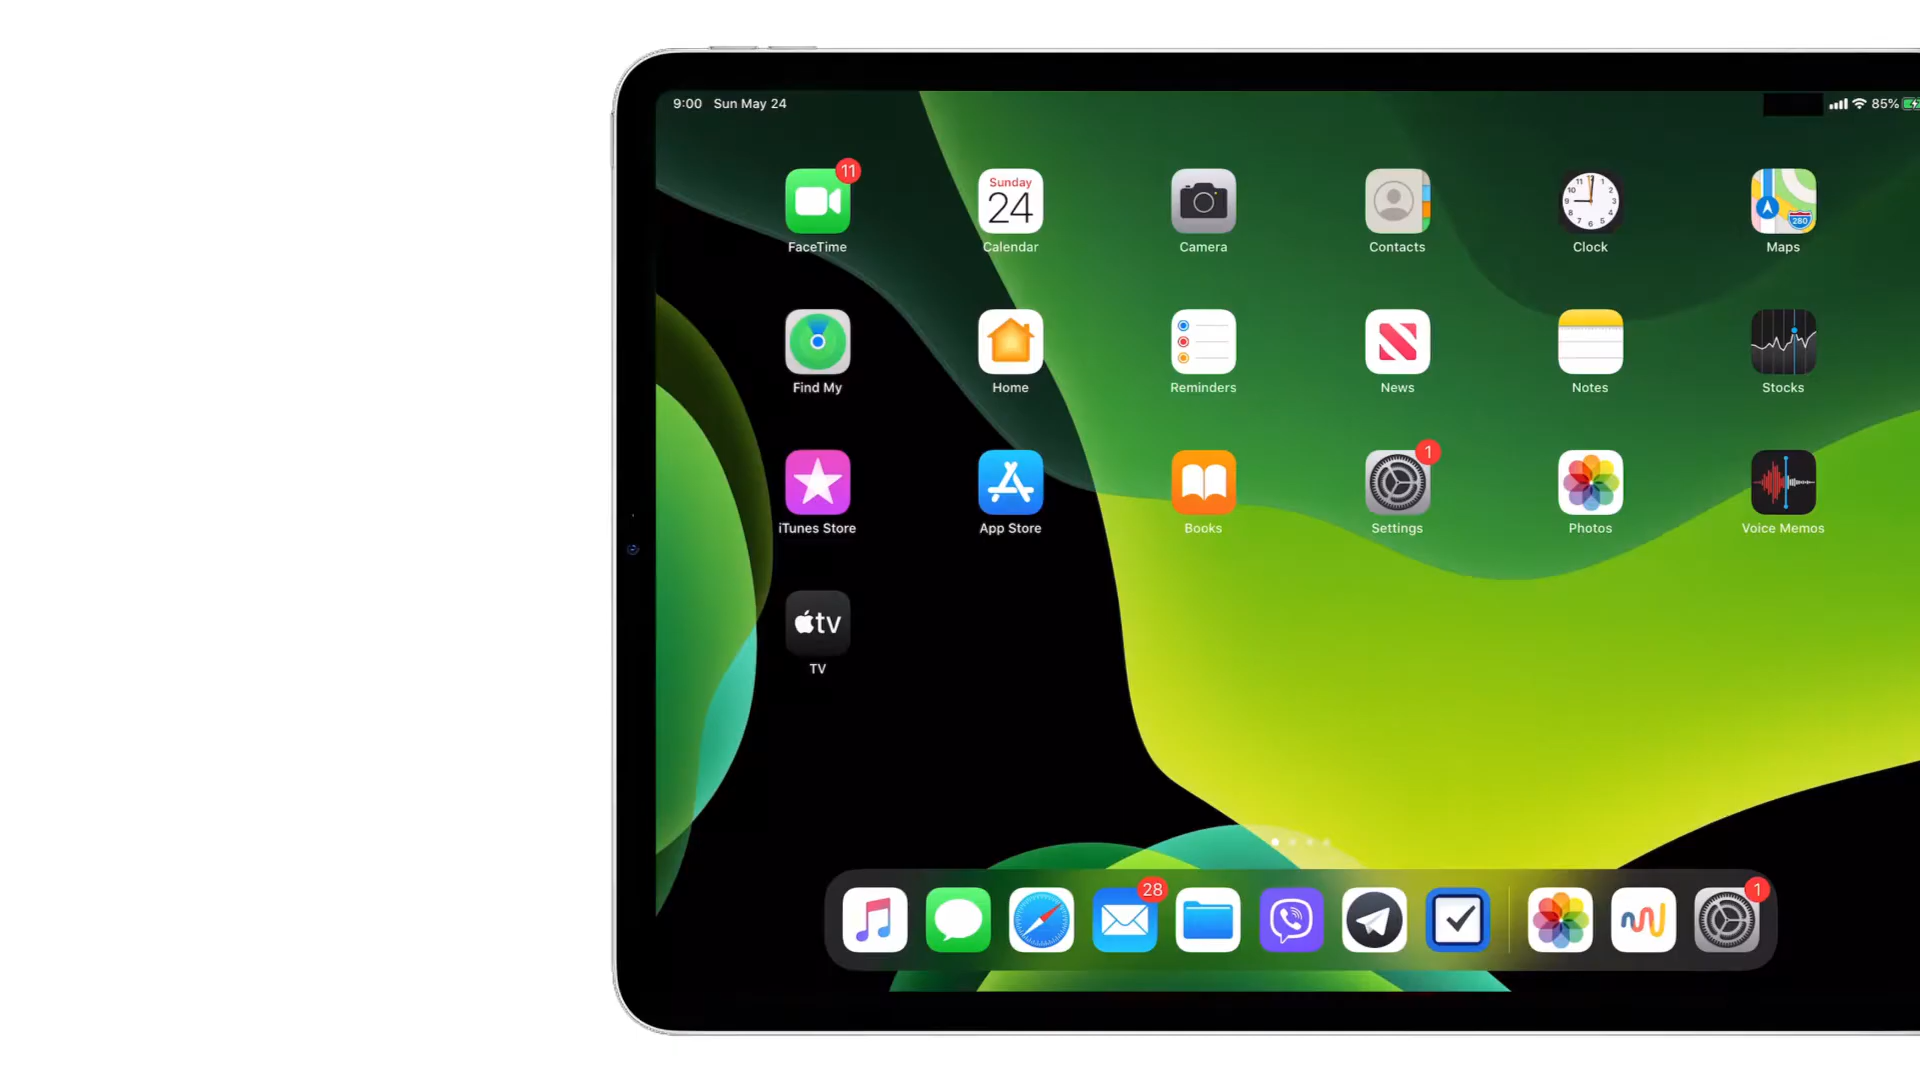 9:00 Sun May 24
85%
11
Sunday
24
280
FaceTime Calendar Camera Contacts Clock Maps
Find My Home Reminders News Notes Stocks
1
iTunes Store App Store Books Settings Photos Voice Memos
tv
TV
28
1